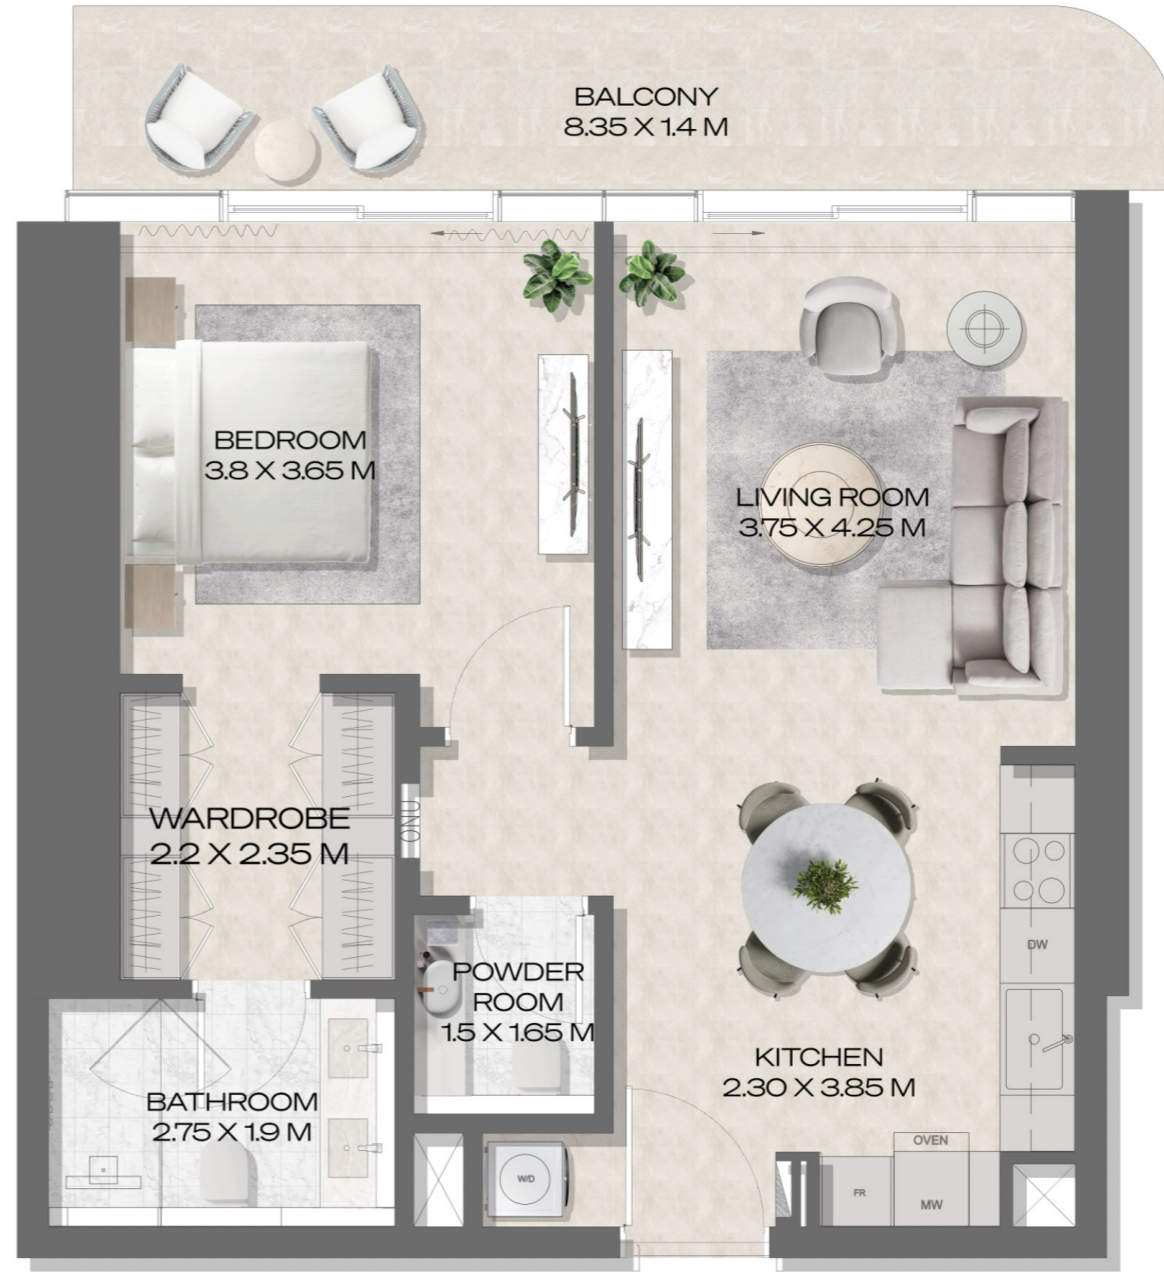 BALCONY
8.35 X 1.4 M
BEDROOM
3.8 X 3.65 M
LIVING ROOM
3.75 X 4.25 M
WARDROBE
2.2 X 2.35 M
ONU
DW
POWDER
ROOM
1.5 X 1.65 M
KITCHEN
2.30 X 3.85 M
BATHROOM
2.75 X 1.9 M
OVEN
W/D
FR
MW